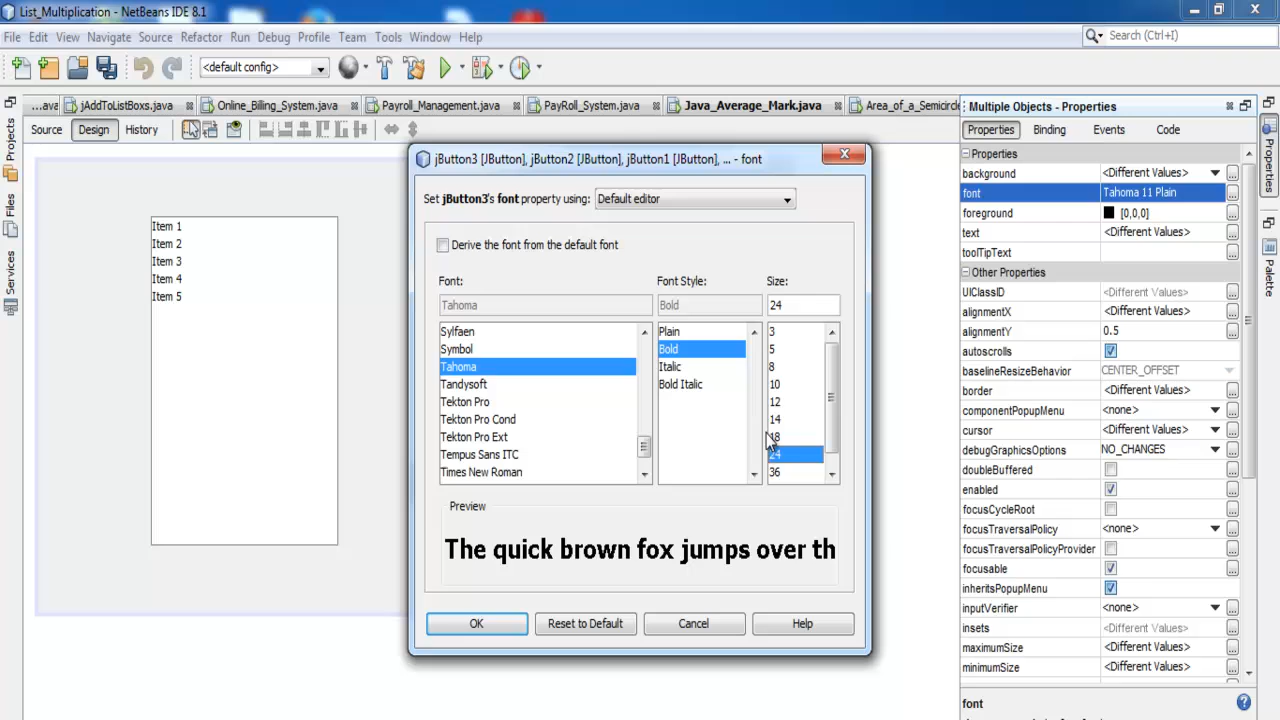 List_Multiplication - NetBeans IDE 8.1
File Edit View Navigate Source Refactor Run Debug Profile Team Tools Window Help
Search (Ctrl+I)
<default config>
...ava jAddToListBoxs.java Online_Billing_System.java Payroll_Management.java PayRoll_System.java Java_Average_Mark.java Area_of_a_Semicirde
Source Design History
Projects
Files
Services
Item 1
Item 2
Item 3
Item 4
Item 5
jButton3 [JButton], jButton2 [JButton], jButton1 [JButton], ... - font
Set jButton3's font property using: Default editor
Derive the font from the default font
Font: Font Style: Size:
Tahoma Bold 24
Sylfaen Plain 3
Symbol Bold 5
Tahoma Italic 8
Tandysoft Bold Italic 10
Tekton Pro 12
Tekton Pro Cond 14
Tekton Pro Ext 18
Tempus Sans ITC 24
Times New Roman 36
Preview
The quick brown fox jumps over th
OK Reset to Default Cancel Help
Multiple Objects - Properties
Properties Binding Events Code
Properties
background <Different Values> ...
font Tahoma 11 Plain ...
foreground [0,0,0] ...
text <Different Values> ...
toolTipText ...
Other Properties
UIClassID <Different Values> ...
alignmentX <Different Values> ...
alignmentY 0.5 ...
autoscrolls ...
baselineResizeBehavior CENTER_OFFSET
border <Different Values> ...
componentPopupMenu <none> ...
cursor <Different Values> ...
debugGraphicsOptions NO_CHANGES ...
doubleBuffered ...
enabled ...
focusCycleRoot ...
focusTraversalPolicy <none> ...
focusTraversalPolicyProvider ...
focusable ...
inheritsPopupMenu ...
inputVerifier <none> ...
insets <Different Values> ...
maximumSize <Different Values> ...
minimumSize <Different Values> ...
font
Properties
Palette